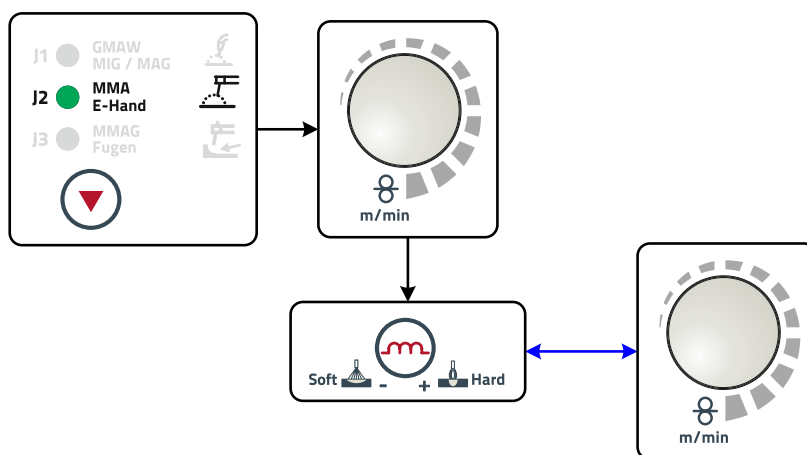 J1 GMAW
MIG / MAG
J2 MMA
E-Hand
J3 MMAG
Fugen
m/min
Soft - + Hard
m/min